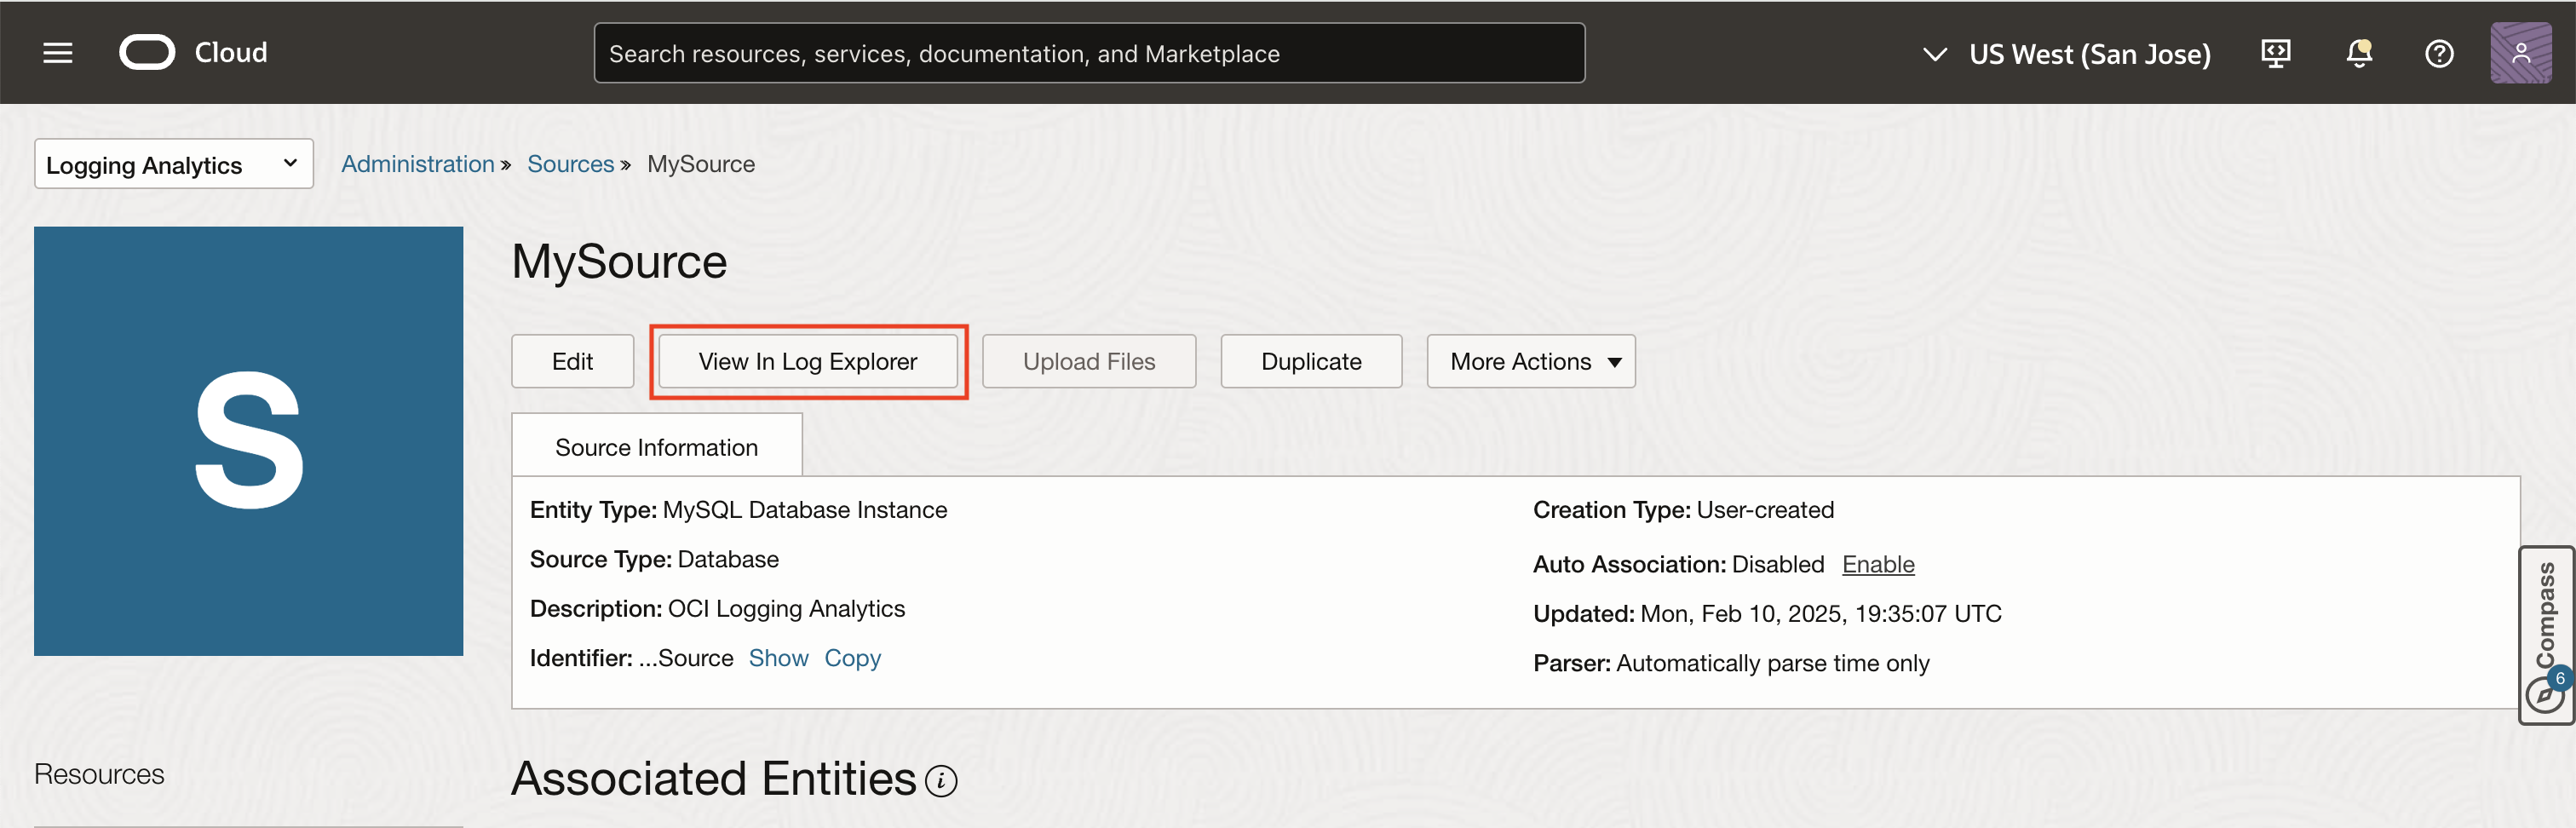 Cloud
Search resources, services, documentation, and Marketplace
US West (San Jose)
Logging Analytics
Administration » Sources » MySource
S
MySource
Edit
View In Log Explorer
Upload Files
Duplicate
More Actions
Source Information
Entity Type: MySQL Database Instance
Source Type: Database
Description: OCI Logging Analytics
Identifier: ...Source Show Copy
Creation Type: User-created
Auto Association: Disabled Enable
Updated: Mon, Feb 10, 2025, 19:35:07 UTC
Parser: Automatically parse time only
Compass
6
Resources
Associated Entities